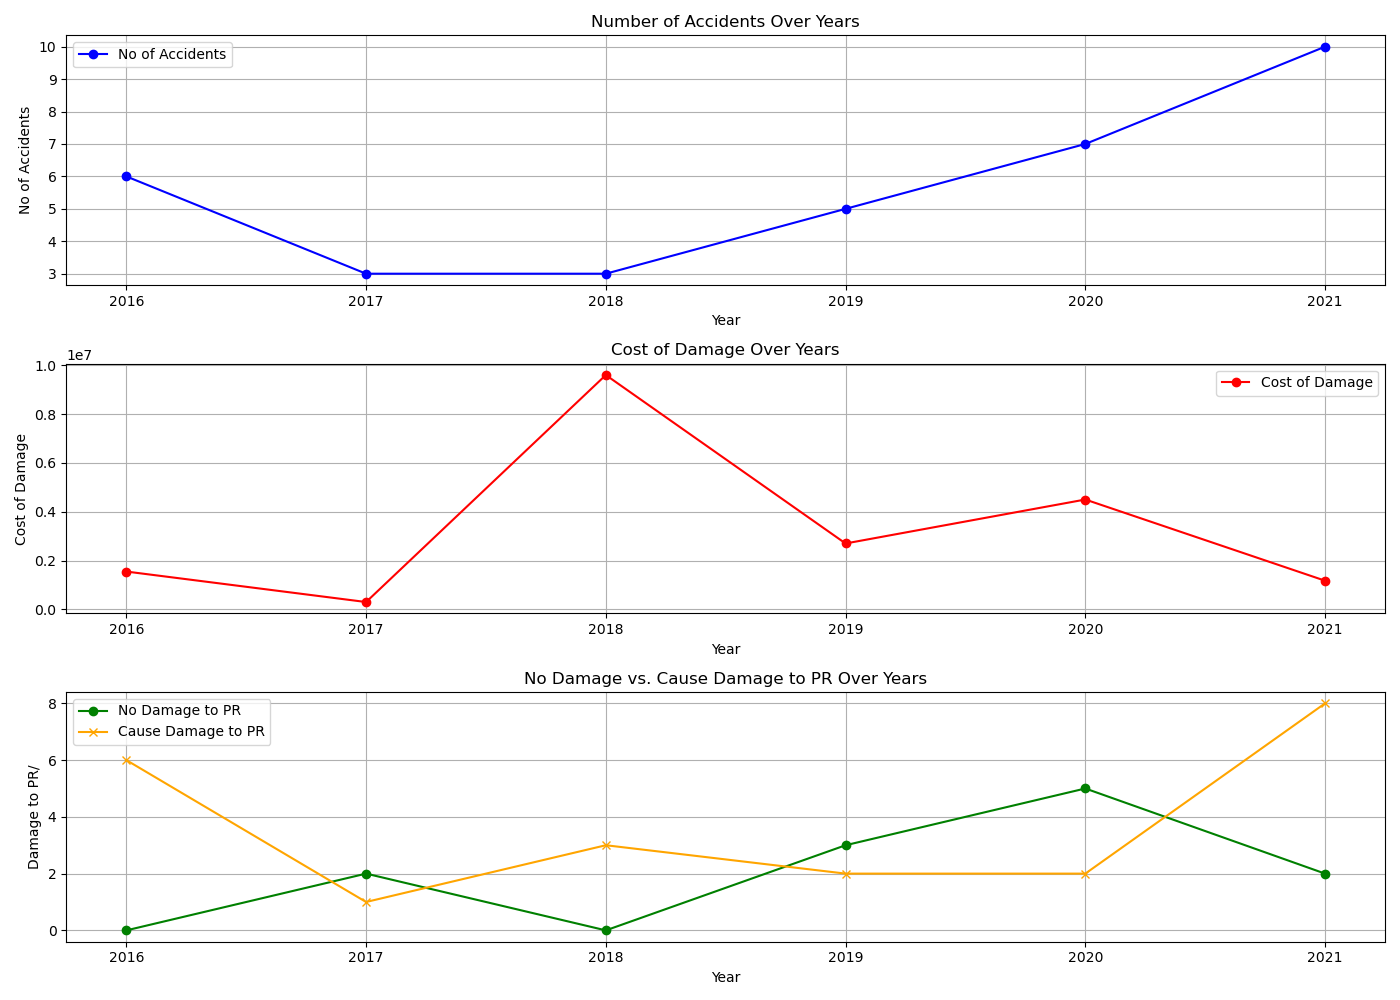 Number of Accidents Over Years
No of Accidents
No of Accidents
10
9
8
7
6
5
4
3
2016 2017 2018 2019 2020 2021
Year
Cost of Damage Over Years
1e7
Cost of Damage
Cost of Damage
1.0
0.8
0.6
0.4
0.2
0.0
2016 2017 2018 2019 2020 2021
Year
No Damage vs. Cause Damage to PR Over Years
No Damage to PR
Cause Damage to PR
Damage to PR/
8
6
4
2
0
2016 2017 2018 2019 2020 2021
Year